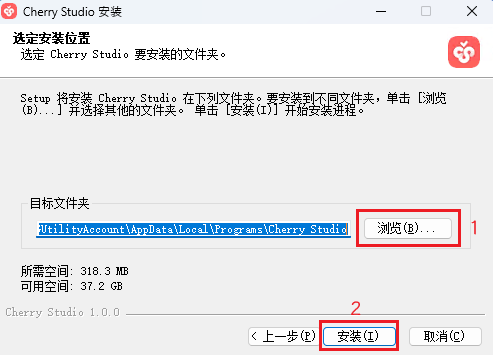 Cherry Studio 安装
选定安装位置
选定 Cherry Studio 要安装的文件夹。
Setup 将安装 Cherry Studio 在下列文件夹。要安装到不同文件夹，单击 [浏览
(B)...] 并选择其他的文件夹。 单击 [安装(I)] 开始安装进程。
目标文件夹
UtilityAccount\AppData\Local\Programs\Cherry Studio
浏览(B)...
1
所需空间: 318.3 MB
可用空间: 37.2 GB
Cherry Studio 1.0.0
2
< 上一步(P)
安装(I)
取消(C)